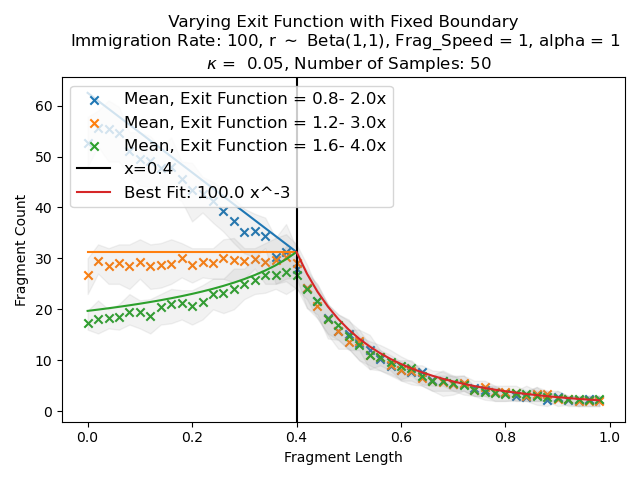 Varying Exit Function with Fixed Boundary
Immigration Rate: 100, r ~ Beta(1,1), Frag_Speed = 1, alpha = 1
κ = 0.05, Number of Samples: 50
Mean, Exit Function = 0.8- 2.0x
Mean, Exit Function = 1.2- 3.0x
Mean, Exit Function = 1.6- 4.0x
x=0.4
Best Fit: 100.0 x^-3
Fragment Count
60
50
40
30
20
10
0
0.0 0.2 0.4 0.6 0.8 1.0
Fragment Length